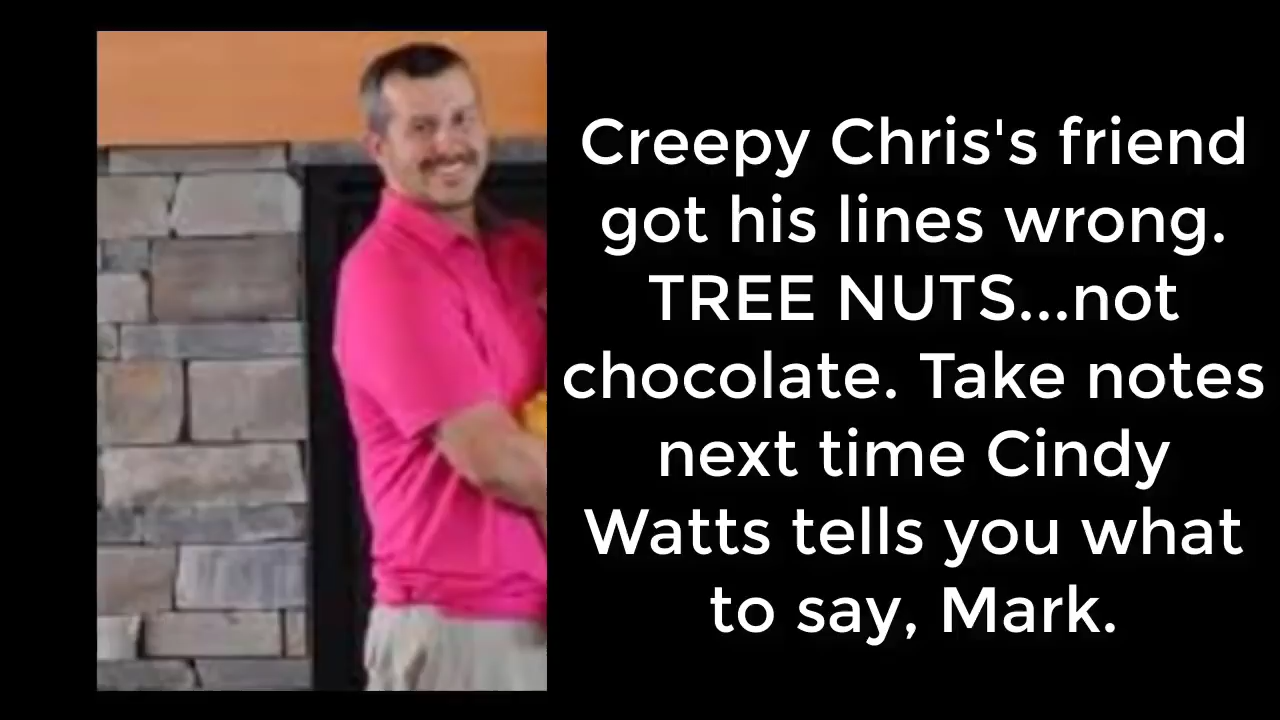 Creepy Chris's friend
got his lines wrong.
TREE NUTS...not
chocolate. Take notes
next time Cindy
Watts tells you what
to say, Mark.